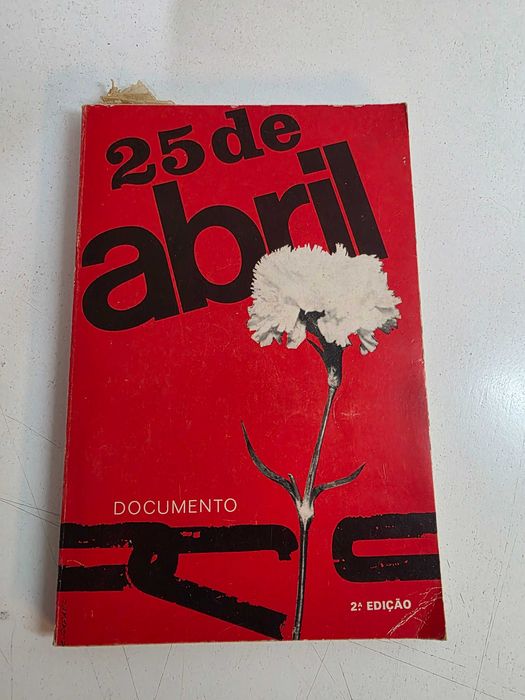 25 de
abril
DOCUMENTO
2ª EDIÇÃO